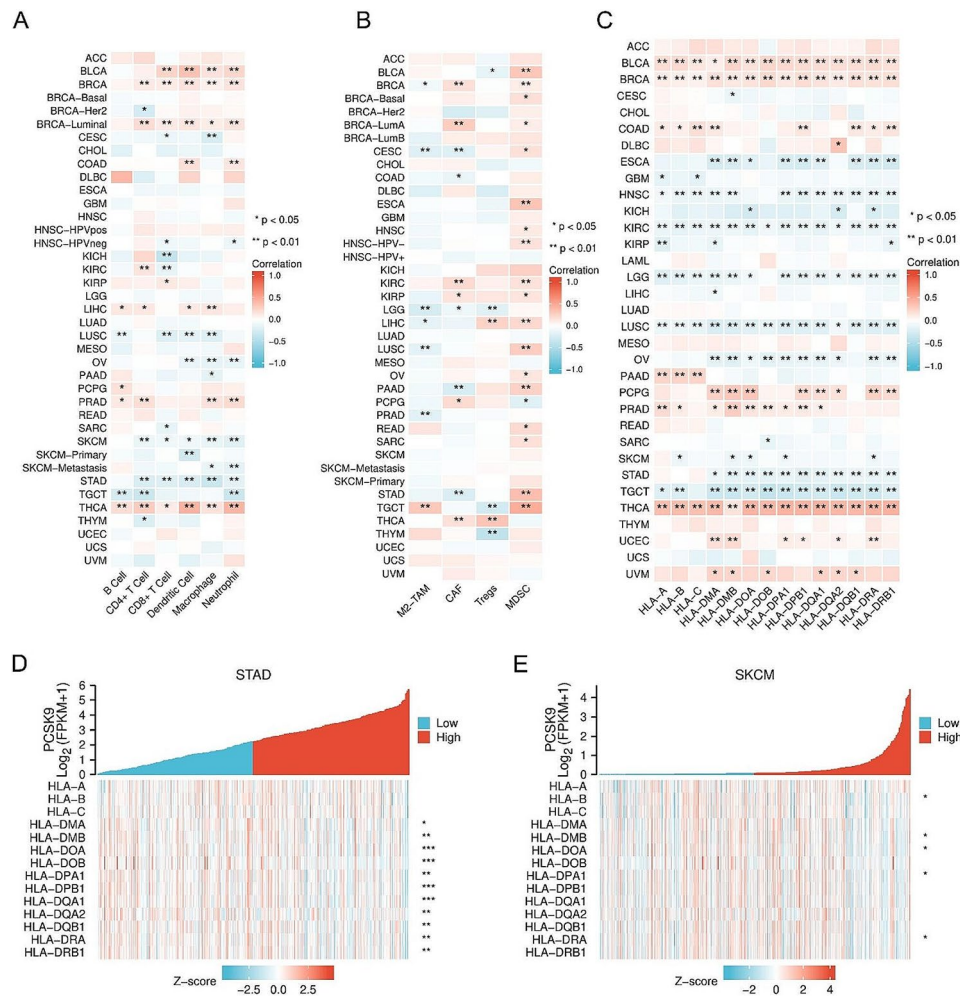 A
ACC
BLCA ** ** ** **
BRCA ** ** ** ** **
BRCA-Basal
BRCA-Her2 *
BRCA-Luminal ** ** ** * **
CESC * **
CHOL
COAD ** **
DLBC
ESCA
GBM
HNSC
HNSC-HPVpos
HNSC-HPVneg * *
KICH **
KIRC ** **
KIRP *
LGG
LIHC * * * **
LUAD
LUSC ** ** ** **
MESO
OV ** ** **
PAAD *
PCPG *
PRAD * ** ** **
READ
SARC *
SKCM ** * * ** **
SKCM-Primary **
SKCM-Metastasis * **
STAD ** ** ** ** **
TGCT ** ** **
THCA ** ** * ** ** **
THYM *
UCEC
UCS
UVM
B Cell
CD4+ T Cell
CD8+ T Cell
Dendritic Cell
Macrophage
Neutrophil
* p < 0.05
** p < 0.01
Correlation
1.0
0.5
0.0
-0.5
-1.0
B
ACC
BLCA * **
BRCA * ** **
BRCA-Basal *
BRCA-Her2
BRCA-LumA ** *
BRCA-LumB
CESC ** ** *
CHOL
COAD *
DLBC
ESCA **
GBM
HNSC *
HNSC-HPV- **
HNSC-HPV+
KICH
KIRC ** **
KIRP * *
LGG ** * **
LIHC * ** **
LUAD
LUSC ** **
MESO
OV *
PAAD ** **
PCPG * *
PRAD **
READ *
SARC *
SKCM
SKCM-Metastasis
SKCM-Primary
STAD ** **
TGCT ** ** **
THCA ** **
THYM **
UCEC
UCS
UVM
M2-TAM
CAF
Tregs
MDSC
* p < 0.05
** p < 0.01
Correlation
1.0
0.5
0.0
-0.5
-1.0
C
ACC
BLCA ** ** ** * ** ** ** ** ** ** ** ** ** **
BRCA ** ** ** ** ** ** ** ** ** ** ** ** ** **
CESC *
CHOL
COAD * * ** ** ** ** * **
DLBC *
ESCA ** ** * ** ** ** ** ** **
GBM * *
HNSC * ** ** ** ** ** ** ** * ** ** **
KICH * * *
KIRC ** ** ** ** ** ** * ** ** ** * ** ** **
KIRP ** * *
LAML
LGG ** ** ** ** ** * ** ** ** * ** ** **
LIHC *
LUAD
LUSC ** ** ** ** ** ** * ** ** ** * ** ** **
MESO
OV ** ** * ** ** ** * ** **
PAAD ** ** **
PCPG ** ** ** ** ** * ** **
PRAD ** * * ** ** ** * ** *
READ
SARC *
SKCM * * * * *
STAD * ** ** ** ** ** ** ** ** ** **
TGCT * ** ** ** ** ** ** ** ** ** ** ** **
THCA ** ** ** ** ** ** ** ** ** ** ** ** ** **
THYM
UCEC ** ** * * * **
UCS
UVM * * * * * *
HLA-A
HLA-B
HLA-C
HLA-DMA
HLA-DMB
HLA-DOA
HLA-DOB
HLA-DPA1
HLA-DPB1
HLA-DQA1
HLA-DQA2
HLA-DQB1
HLA-DRA
HLA-DRB1
* p < 0.05
** p < 0.01
Correlation
1.0
0.5
0.0
-0.5
-1.0
D
STAD
PCSK9
Log2 (FPKM+1)
6
5
4
3
2
1
0
Low
High
HLA-A
HLA-B
HLA-C
HLA-DMA *
HLA-DMB **
HLA-DOA ***
HLA-DOB ***
HLA-DPA1 **
HLA-DPB1 ***
HLA-DQA1 ***
HLA-DQA2 **
HLA-DQB1 **
HLA-DRA **
HLA-DRB1 **
Z-score
-2.5 0.0 2.5
E
SKCM
PCSK9
Log2 (FPKM+1)
4
3
2
1
0
Low
High
HLA-A
HLA-B *
HLA-C
HLA-DMA
HLA-DMB *
HLA-DOA *
HLA-DOB
HLA-DPA1 *
HLA-DPB1
HLA-DQA1
HLA-DQA2
HLA-DQB1
HLA-DRA *
HLA-DRB1
Z-score
-2 0 2 4